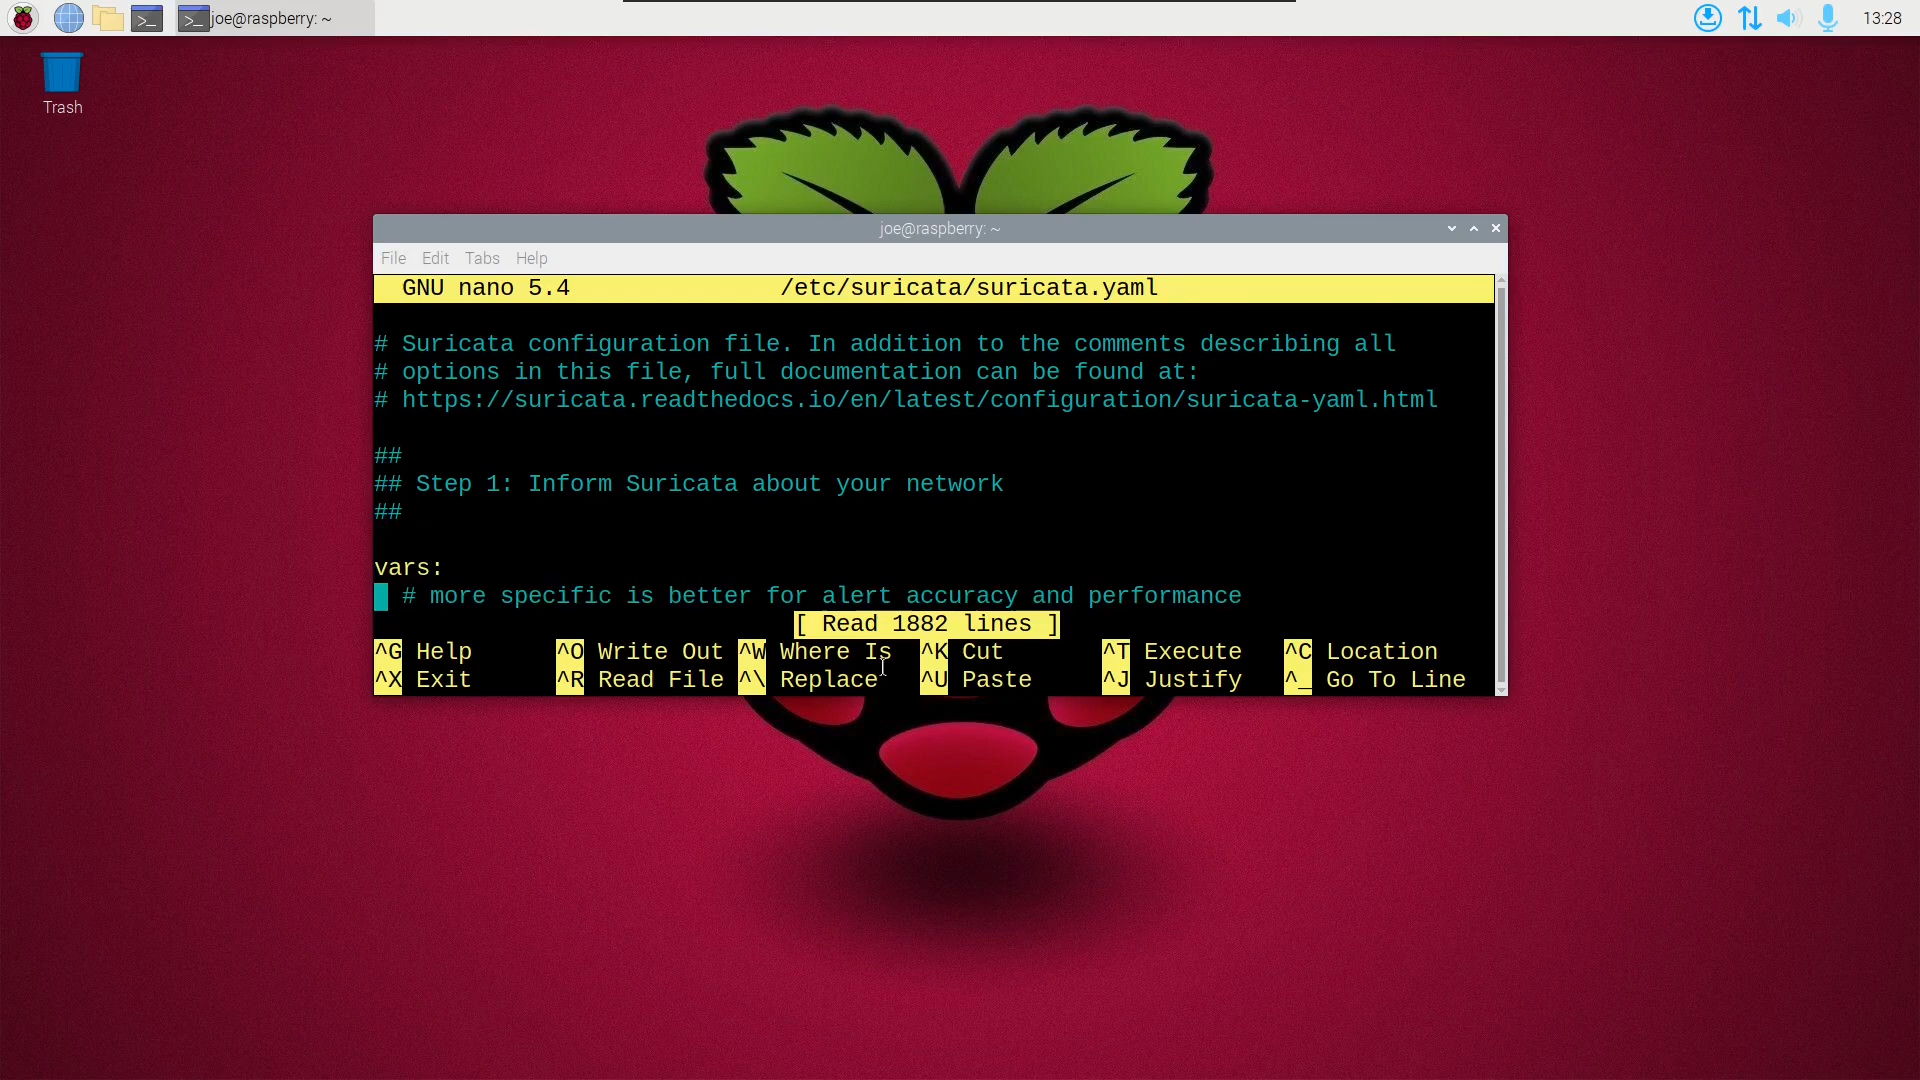 joe@raspberry: ~
13:28
Trash
joe@raspberry: ~
File Edit Tabs Help
GNU nano 5.4 /etc/suricata/suricata.yaml
# Suricata configuration file. In addition to the comments describing all
# options in this file, full documentation can be found at:
# https://suricata.readthedocs.io/en/latest/configuration/suricata-yaml.html
##
## Step 1: Inform Suricata about your network
##
vars:
# more specific is better for alert accuracy and performance
[ Read 1882 lines ]
^G Help ^O Write Out ^W Where Is ^K Cut ^T Execute ^C Location
^X Exit ^R Read File ^\ Replace ^U Paste ^J Justify ^_ Go To Line